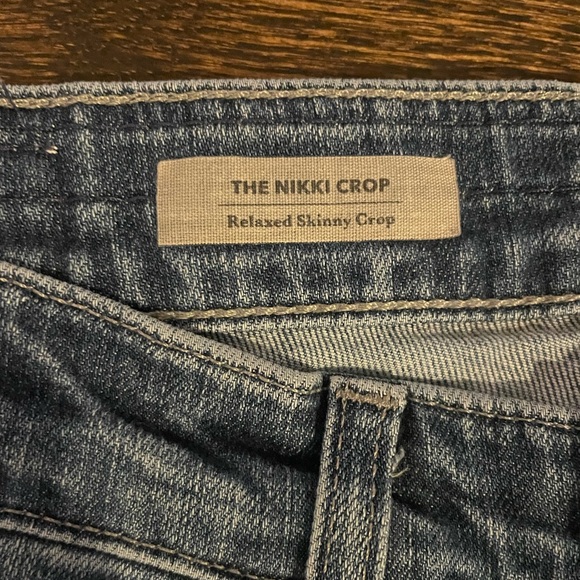 THE NIKKI CROP
Relaxed Skinny Crop